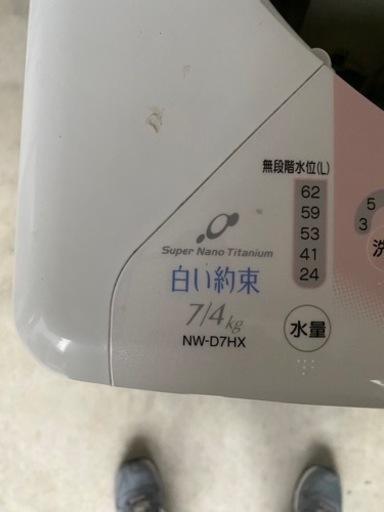 無段階水位(L)
62
59
53
41
24
5
3
洗
Super Nano Titanium
白い約束
7/4kg
NW-D7HX
水量